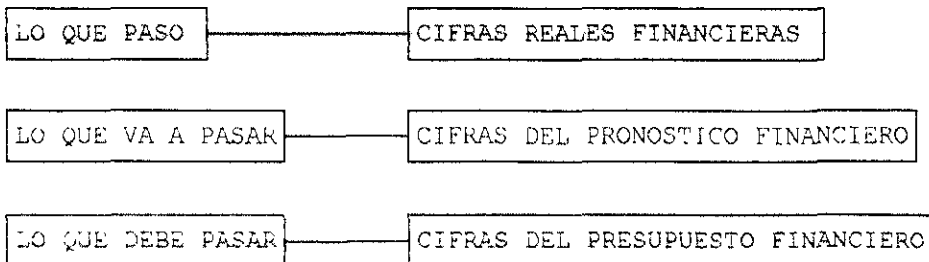 LO QUE PASO CIFRAS REALES FINANCIERAS
LO QUE VA A PASAR CIFRAS DEL PRONOSTICO FINANCIERO
LO QUE DEBE PASAR CIFRAS DEL PRESUPUESTO FINANCIERO